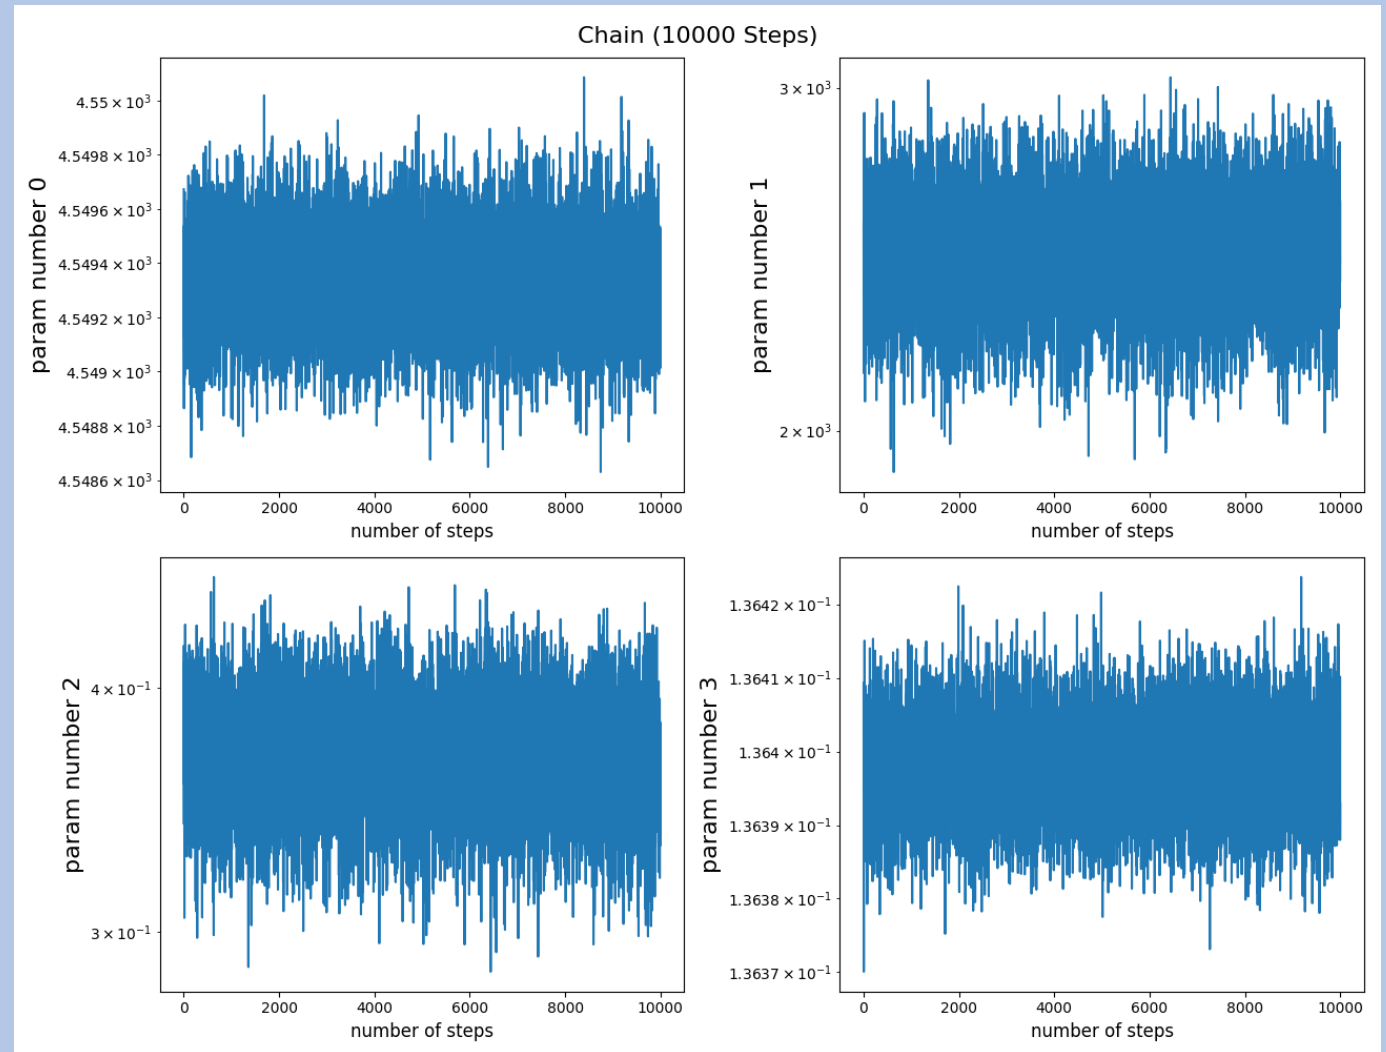 Chain (10000 Steps)
param number 0
4.55 × 10³
4.5498 × 10³
4.5496 × 10³
4.5494 × 10³
4.5492 × 10³
4.549 × 10³
4.5488 × 10³
4.5486 × 10³
0 2000 4000 6000 8000 10000
number of steps
param number 1
3 × 10³
2 × 10³
0 2000 4000 6000 8000 10000
number of steps
param number 2
4 × 10⁻¹
3 × 10⁻¹
0 2000 4000 6000 8000 10000
number of steps
param number 3
1.3642 × 10⁻¹
1.3641 × 10⁻¹
1.364 × 10⁻¹
1.3639 × 10⁻¹
1.3638 × 10⁻¹
1.3637 × 10⁻¹
0 2000 4000 6000 8000 10000
number of steps